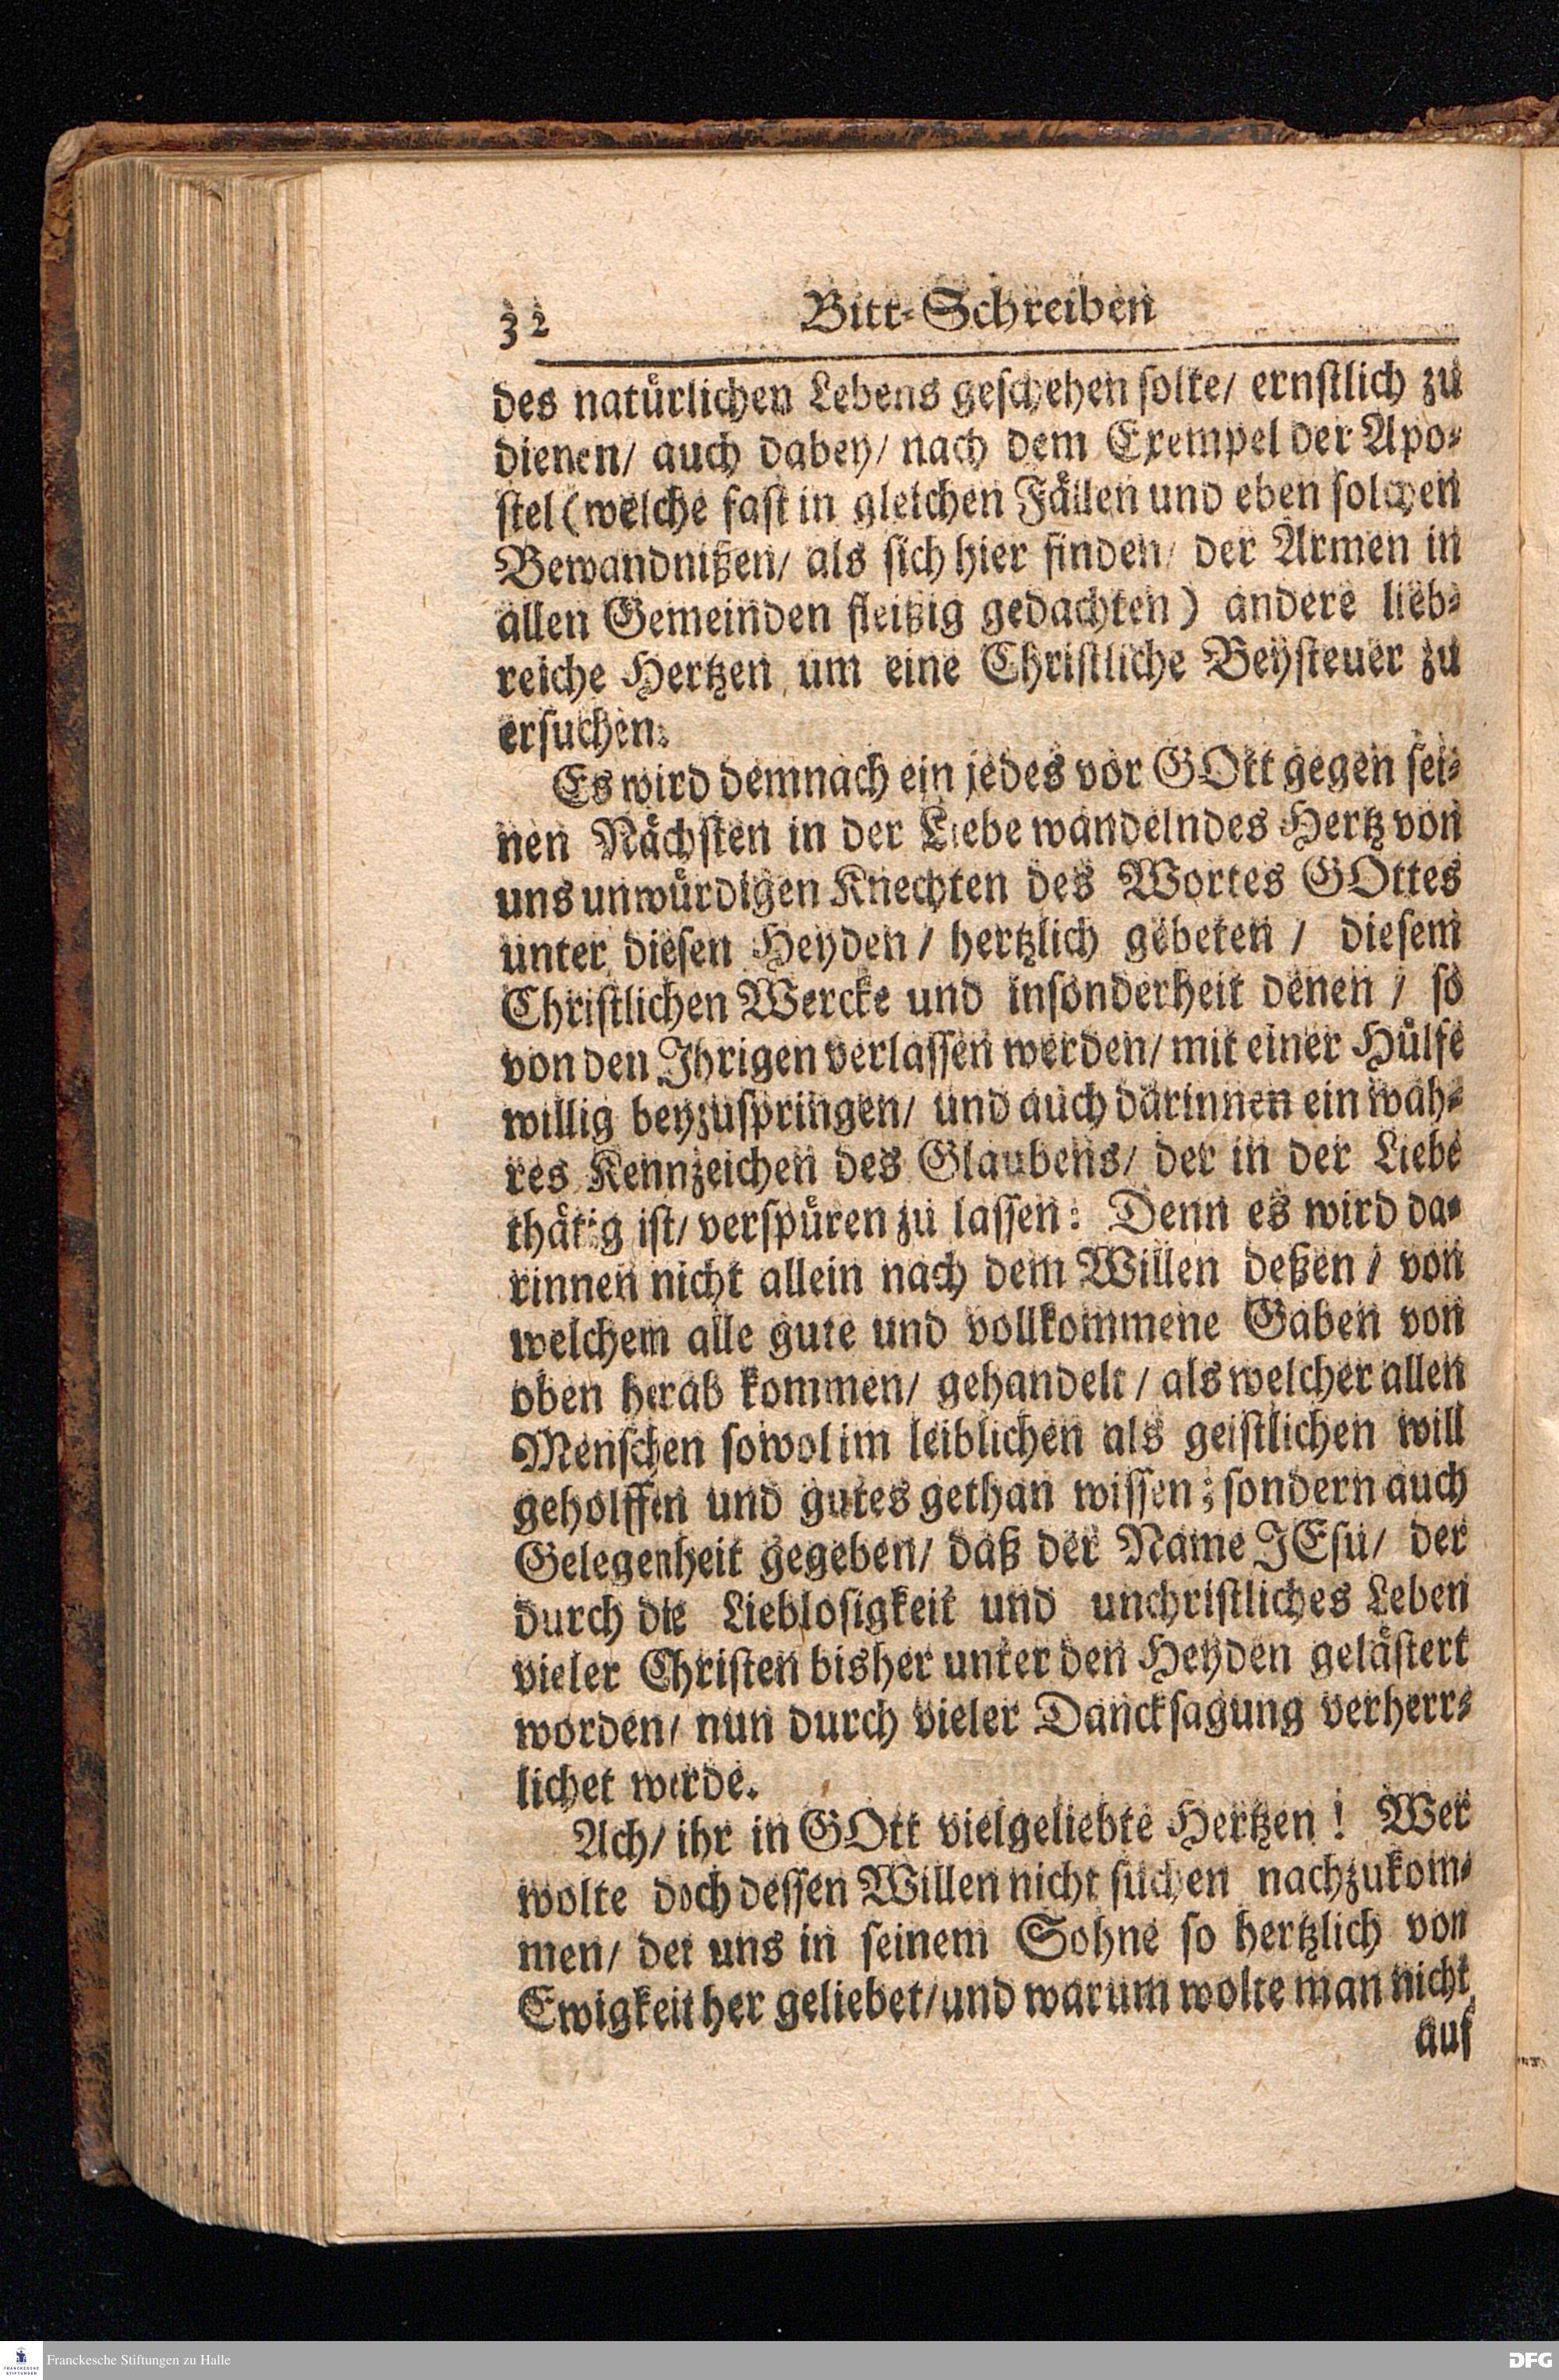 32 Bitt-Schreiben
des natürlichen Lebens geschehen solte/ ernstlich zu
dienen/ auch dabey/ nach dem Exempel der Apo-
stel (welche fast in gleichen Fällen und eben solchen
Bewandnißen/ als sich hier finden/ der Armen in
allen Gemeinden fleißig gedachten) andere lieb-
reiche Hertzen um eine Christliche Beysteuer zu
ersuchen.
Es wird demnach ein jedes vor GOtt gegen sei-
nen Nächsten in der Liebe wandelndes Hertz von
uns unwürdigen Knechten des Wortes GOttes
unter diesen Heyden / hertzlich gebeten / diesem
Christlichen Wercke und insonderheit denen / so
von den Ihrigen verlassen werden/ mit einer Hülfe
willig beyzuspringen/ und auch darinnen ein wah-
res Kennzeichen des Glaubens/ der in der Liebe
thätig ist/ verspüren zu lassen: Denn es wird da-
rinnen nicht allein nach dem Willen deßen / von
welchem alle gute und vollkommene Gaben von
oben herab kommen/ gehandelt / als welcher allen
Menschen sowol im leiblichen als geistlichen will
geholffen und gutes gethan wissen; sondern auch
Gelegenheit gegeben/ daß der Name JEsu/ der
durch die Lieblosigkeit und unchristliches Leben
vieler Christen bisher unter den Heyden gelästert
worden/ nun durch vieler Dancksagung verherr-
lichet werde.
Ach/ ihr in GOtt vielgeliebte Hertzen! Wer
wolte doch dessen Willen nicht suchen nachzukom-
men/ der uns in seinem Sohne so hertzlich von
Ewigkeit her geliebet/ und warum wolte man nicht
auf
FRANCKESCHE STIFTUNGEN
Franckesche Stiftungen zu Halle
DFG